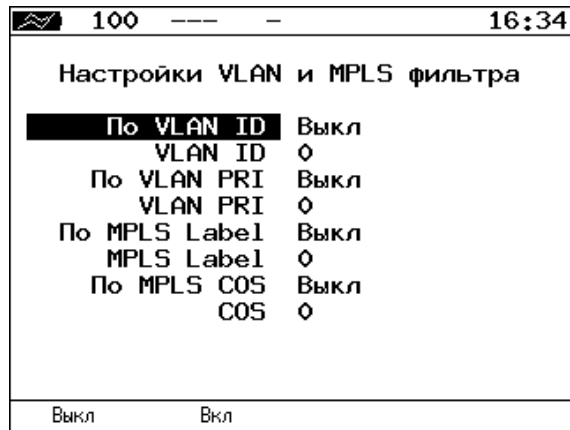 100 --- - 16:34
Настройки VLAN и MPLS фильтра
По VLAN ID Выкл
VLAN ID 0
По VLAN PRI Выкл
VLAN PRI 0
По MPLS Label Выкл
MPLS Label 0
По MPLS COS Выкл
COS 0
Выкл Вкл